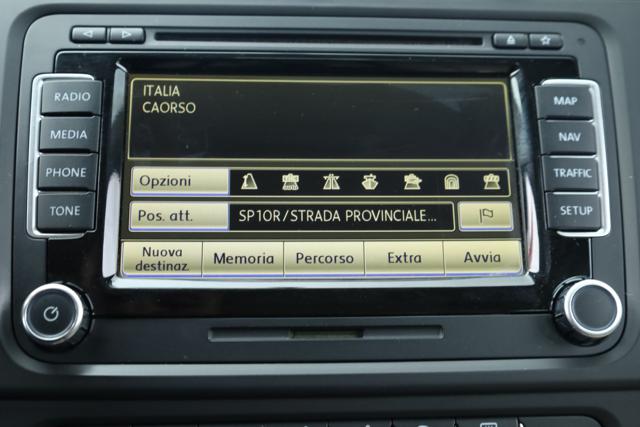 ITALIA
CAORSO
RADIO
MAP
MEDIA
NAV
PHONE
TRAFFIC
TONE
SETUP
Opzioni
Pos. att.
SP10R/STRADA PROVINCIALE...
Nuova destinaz.
Memoria
Percorso
Extra
Avvia